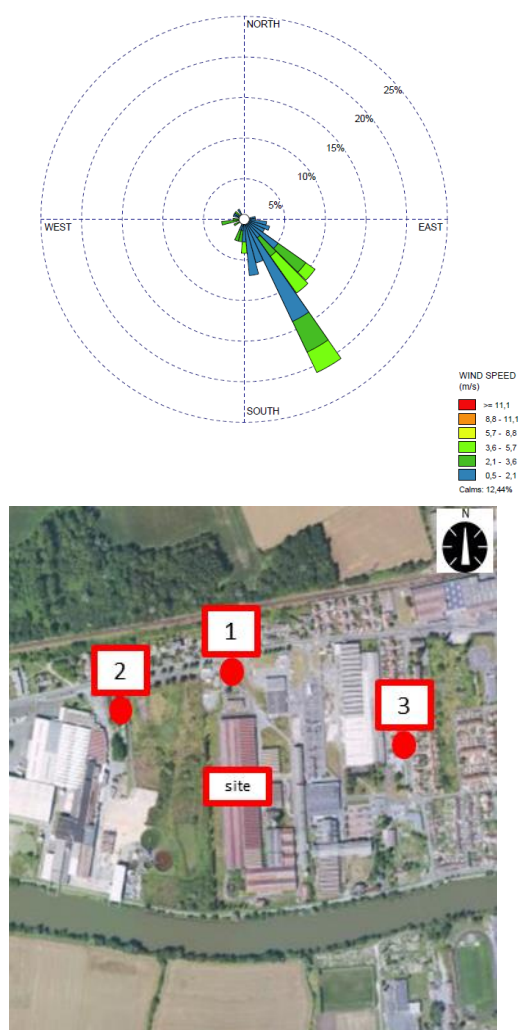 NORTH
25%
20%
15%
10%
5%
WEST
EAST
SOUTH
WIND SPEED
(m/s)
>= 11,1
8,8 - 11,1
5,7 - 8,8
3,6 - 5,7
2,1 - 3,6
0,5 - 2,1
Calms: 12,44%
N
1
2
3
site